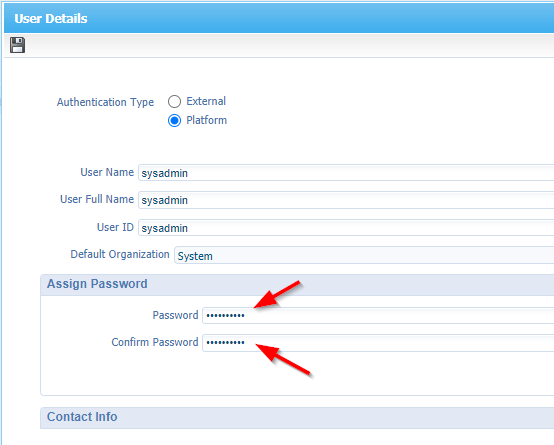 User Details
Authentication Type External
Platform
User Name sysadmin
User Full Name sysadmin
User ID sysadmin
Default Organization System
Assign Password
Password ••••••••••
Confirm Password ••••••••••
Contact Info